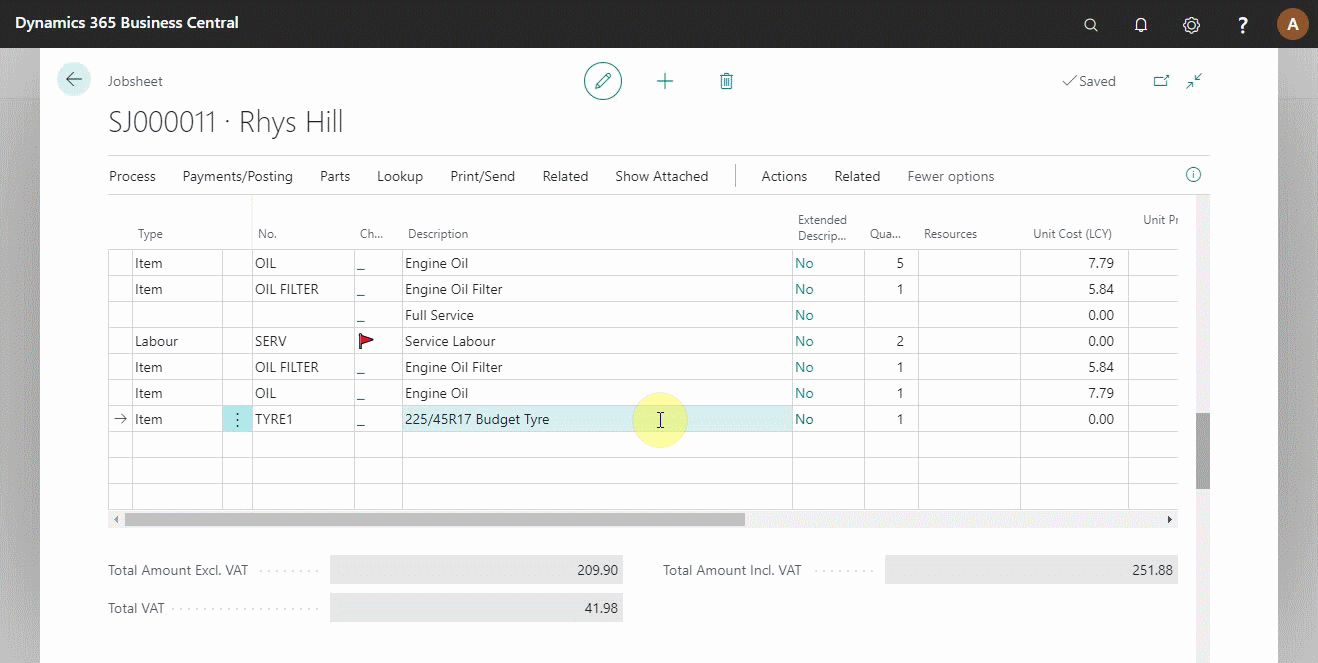 Dynamics 365 Business Central
? A
Jobsheet
Saved
SJ000011 · Rhys Hill
Process Payments/Posting Parts Lookup Print/Send Related Show Attached Actions Related Fewer options
Type No. Ch... Description Extended Descrip... Qua... Resources Unit Cost (LCY) Unit Pr
Item OIL _ Engine Oil No 5 7.79
Item OIL FILTER _ Engine Oil Filter No 1 5.84
_ Full Service No 0.00
Labour SERV Service Labour No 2 0.00
Item OIL FILTER _ Engine Oil Filter No 1 5.84
Item OIL _ Engine Oil No 1 7.79
Item TYRE1 _ 225/45R17 Budget Tyre No 1 0.00
Total Amount Excl. VAT 209.90 Total Amount Incl. VAT 251.88
Total VAT 41.98